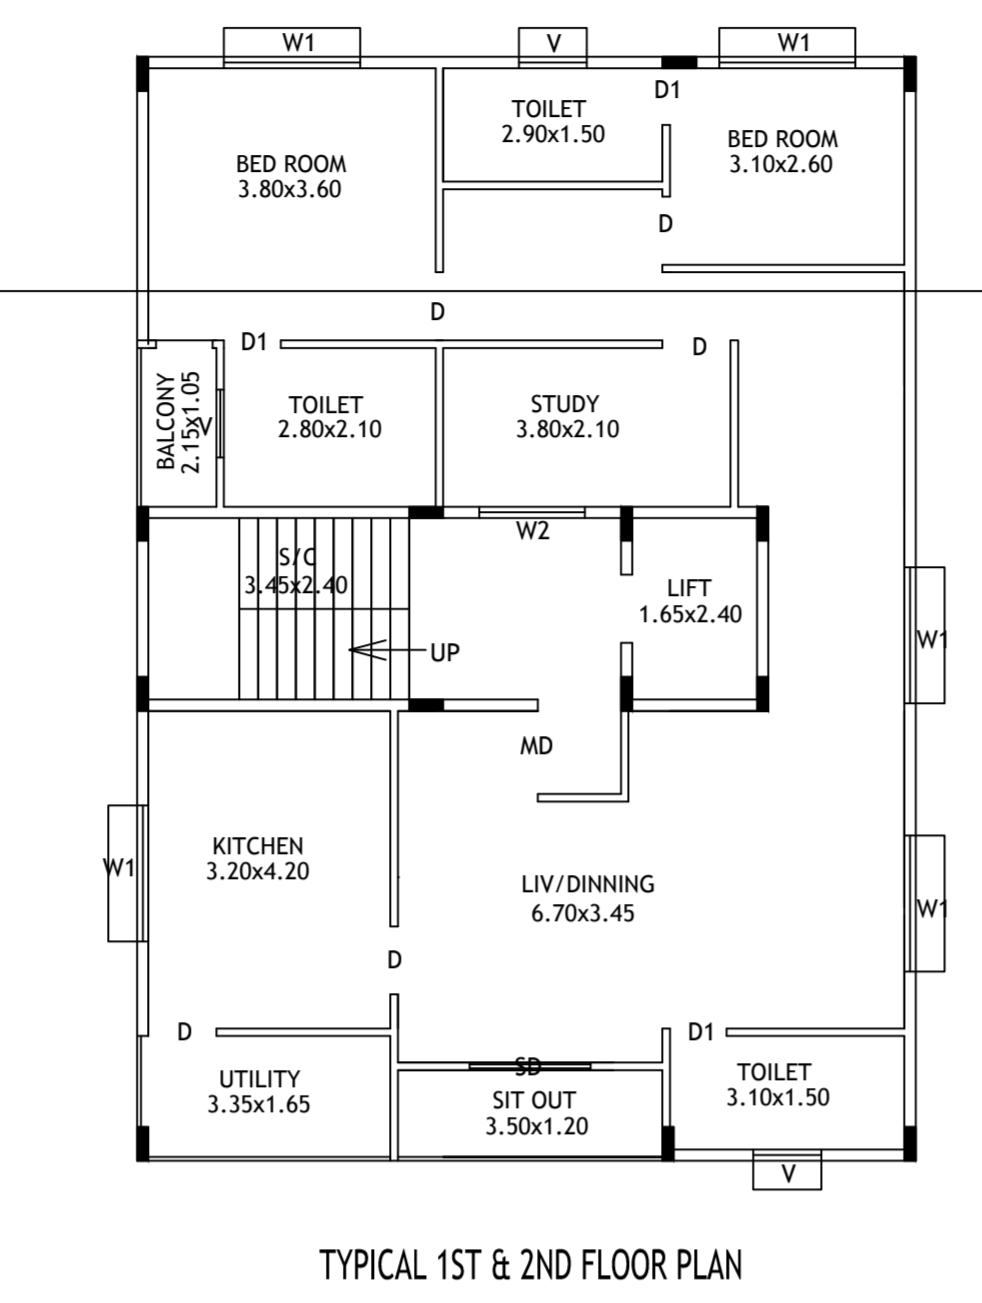 W1
V
W1
D1
TOILET
2.90x1.50
BED ROOM
3.10x2.60
BED ROOM
3.80x3.60
D
D
D1
D
BALCONY
2.15x1.05
V
TOILET
2.80x2.10
STUDY
3.80x2.10
W2
S/C
3.45x2.40
LIFT
1.65x2.40
W1
UP
MD
KITCHEN
3.20x4.20
W1
LIV/DINNING
6.70x3.45
W1
D
D
D1
SD
UTILITY
3.35x1.65
SIT OUT
3.50x1.20
TOILET
3.10x1.50
V
TYPICAL 1ST & 2ND FLOOR PLAN